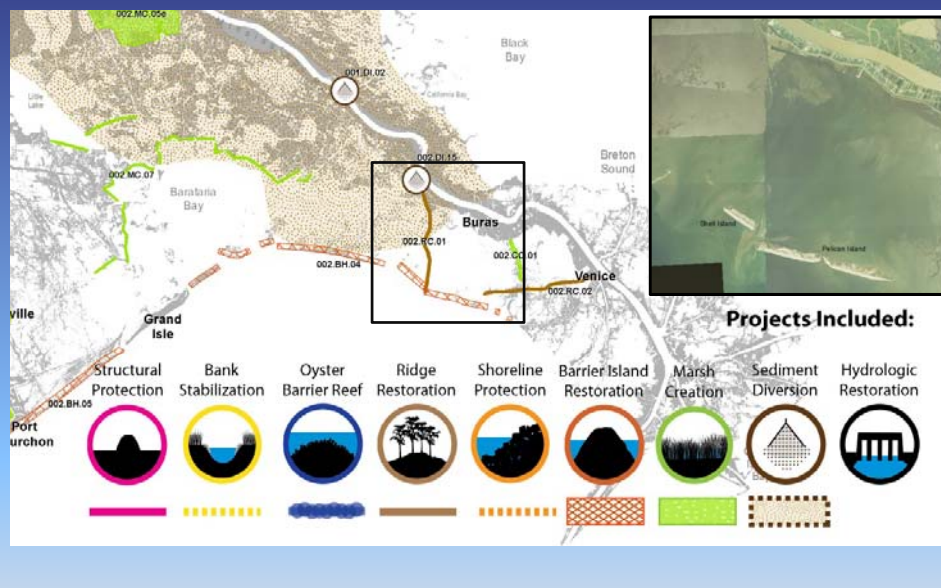 002.MC.05e
Black
Bay
001.DI.02
Little
Lake
California Bay
002.DI.15
Breton
Sound
002.MC.07
Barataria
Bay
Buras
Shell Island
Pelican Island
002.RC.01
002.CO.01
002.BH.04
Venice
002.RC.02
ville
Grand
Isle
Projects Included:
Structural
Protection
Bank
Stabilization
Oyster
Barrier Reef
Ridge
Restoration
Shoreline
Protection
Barrier Island
Restoration
Marsh
Creation
Sediment
Diversion
Hydrologic
Restoration
002.BH.05
Port
urchon